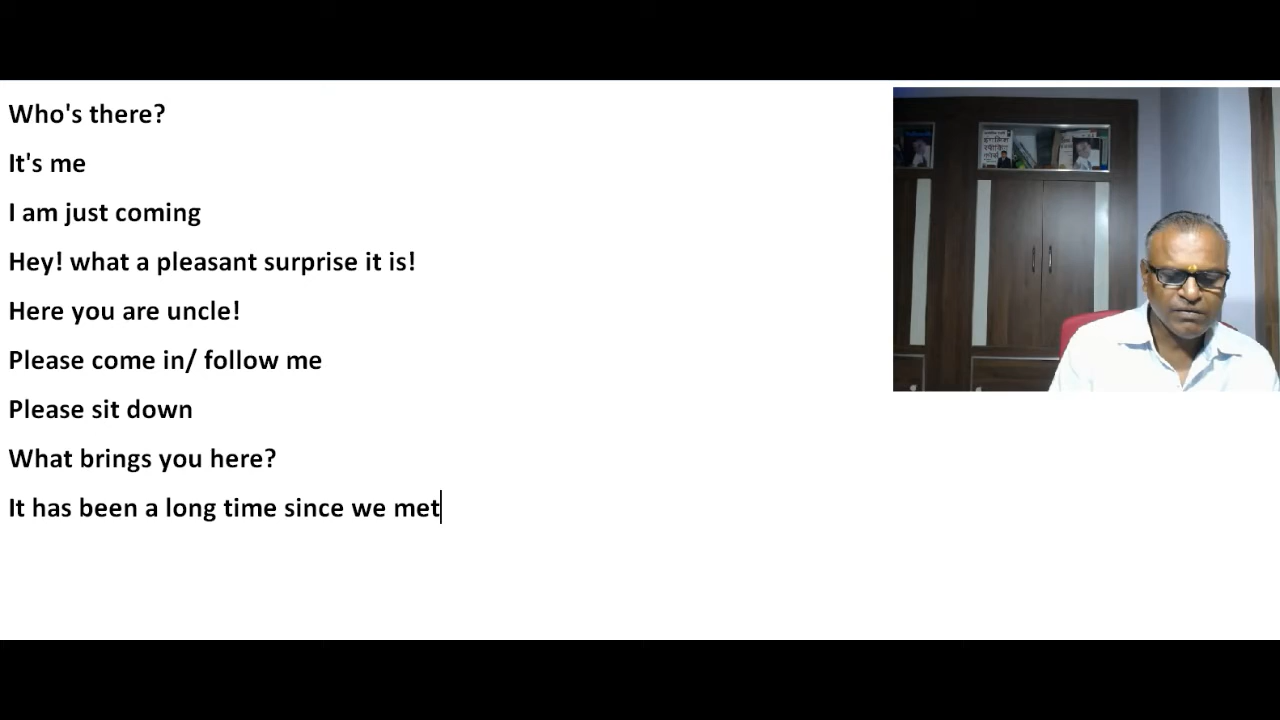 Who's there?
It's me
I am just coming
Hey! what a pleasant surprise it is!
Here you are uncle!
Please come in/ follow me
Please sit down
What brings you here?
It has been a long time since we met